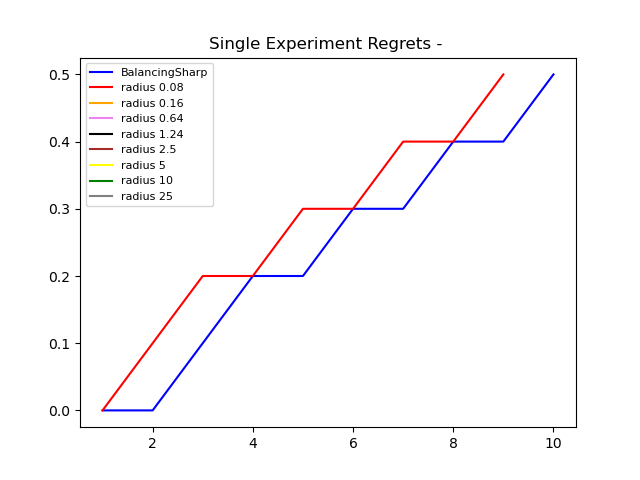 Single Experiment Regrets -
BalancingSharp
radius 0.08
radius 0.16
radius 0.64
radius 1.24
radius 2.5
radius 5
radius 10
radius 25
0.5
0.4
0.3
0.2
0.1
0.0
2 4 6 8 10